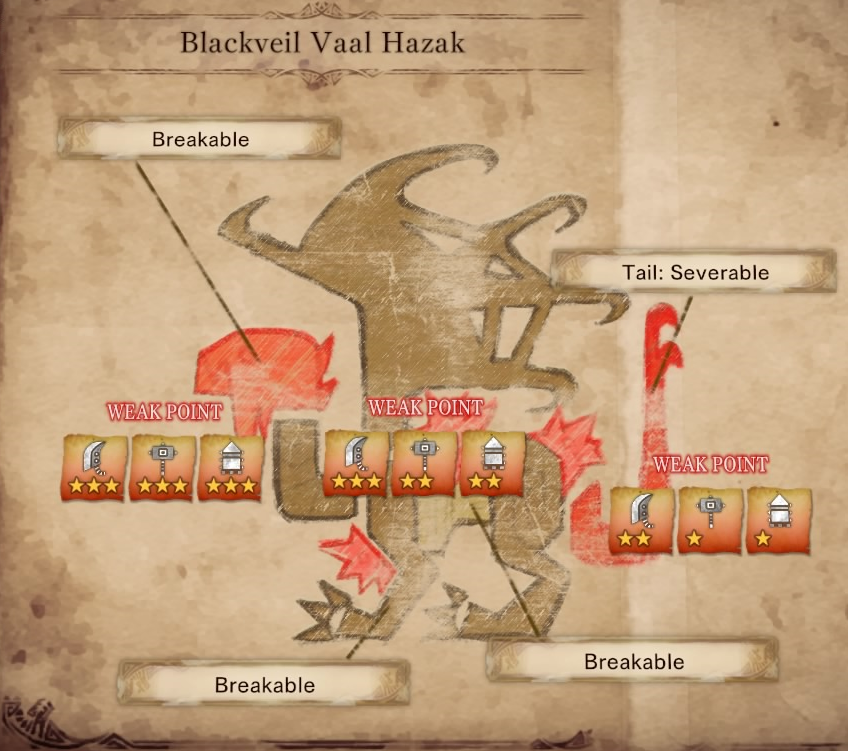 Blackveil Vaal Hazak
Breakable
Tail: Severable
WEAK POINT
WEAK POINT
WEAK POINT
Breakable
Breakable